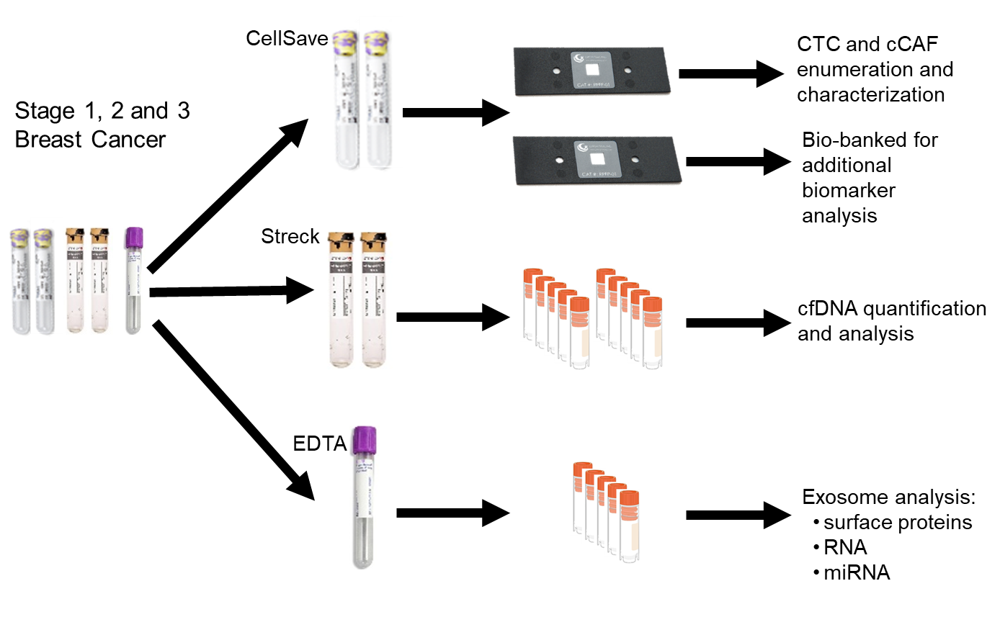 CellSave
CTC and cCAF
enumeration and
characterization
Stage 1, 2 and 3
Breast Cancer
Bio-banked for
additional
biomarker
analysis
Streck
cfDNA quantification
and analysis
EDTA
Exosome analysis:
• surface proteins
• RNA
• miRNA